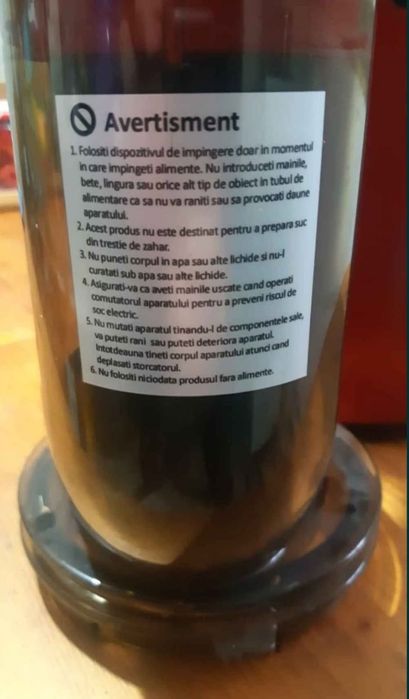 Avertisment
1. Folositi dispozitivul de impingere doar in momentul
in care impingeti alimente. Nu introduceti mainile,
bete, lingura sau orice alt tip de obiect in tubul de
alimentare ca sa nu va raniti sau sa provocati daune
aparatului.
2. Acest produs nu este destinat pentru a prepara suc
din trestie de zahar.
3. Nu puneti corpul in apa sau alte lichide si nu-l
curatati sub apa sau alte lichide.
4. Asigurati-va ca aveti mainile uscate cand operati
comutatorul aparatului pentru a preveni riscul de
soc electric.
5. Nu mutati aparatul tinandu-l de componentele sale,
va puteti rani sau puteti deteriora aparatul.
Intotdeauna tineti corpul aparatului atunci cand
deplasati storcatorul.
6. Nu folositi niciodata produsul fara alimente.